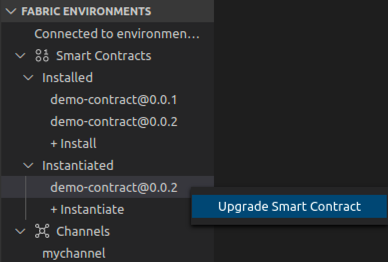 FABRIC ENVIRONMENTS
Connected to environmen...
Smart Contracts
Installed
demo-contract@0.0.1
demo-contract@0.0.2
+ Install
Instantiated
demo-contract@0.0.2
Upgrade Smart Contract
+ Instantiate
Channels
mychannel